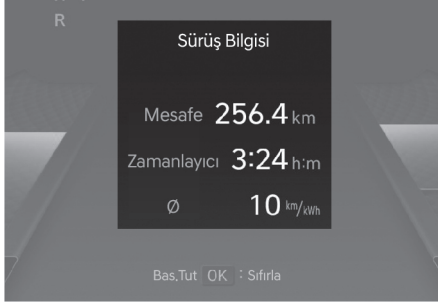 R
Sürüş Bilgisi
Mesafe 256.4 km
Zamanlayıcı 3:24 h:m
Ø 10 km/kWh
Bas,Tut OK : Sıfırla